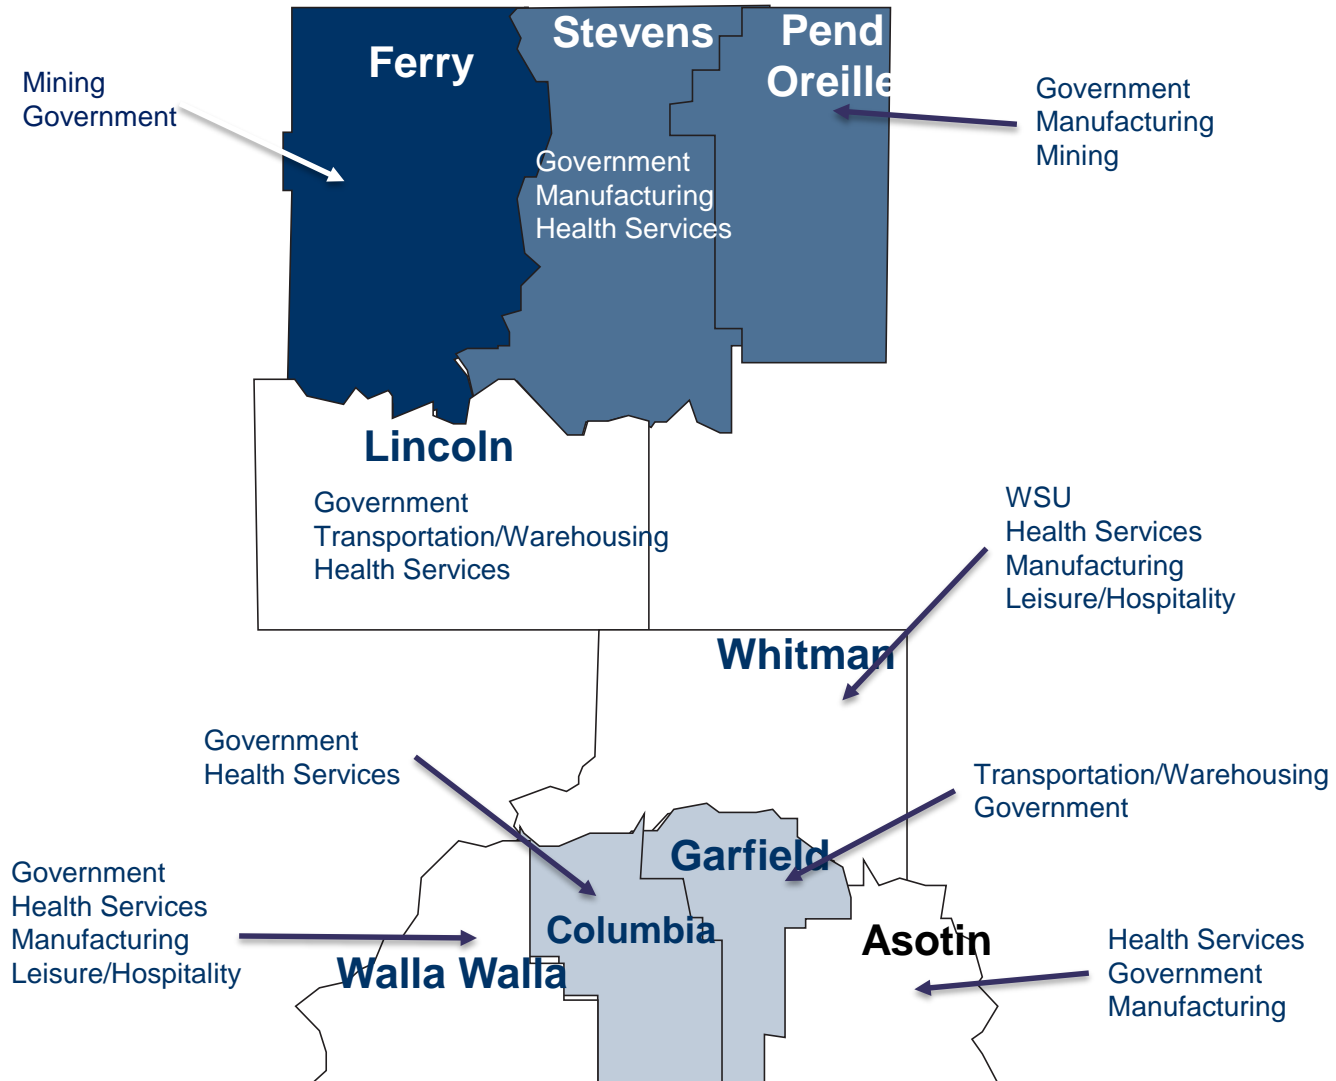 Ferry
Stevens
Pend
Oreille
Mining
Government
Government
Manufacturing
Mining
Government
Manufacturing
Health Services
Lincoln
Government
Transportation/Warehousing
Health Services
WSU
Health Services
Manufacturing
Leisure/Hospitality
Whitman
Government
Health Services
Transportation/Warehousing
Government
Garfield
Government
Health Services
Manufacturing
Leisure/Hospitality
Columbia
Walla Walla
Asotin
Health Services
Government
Manufacturing